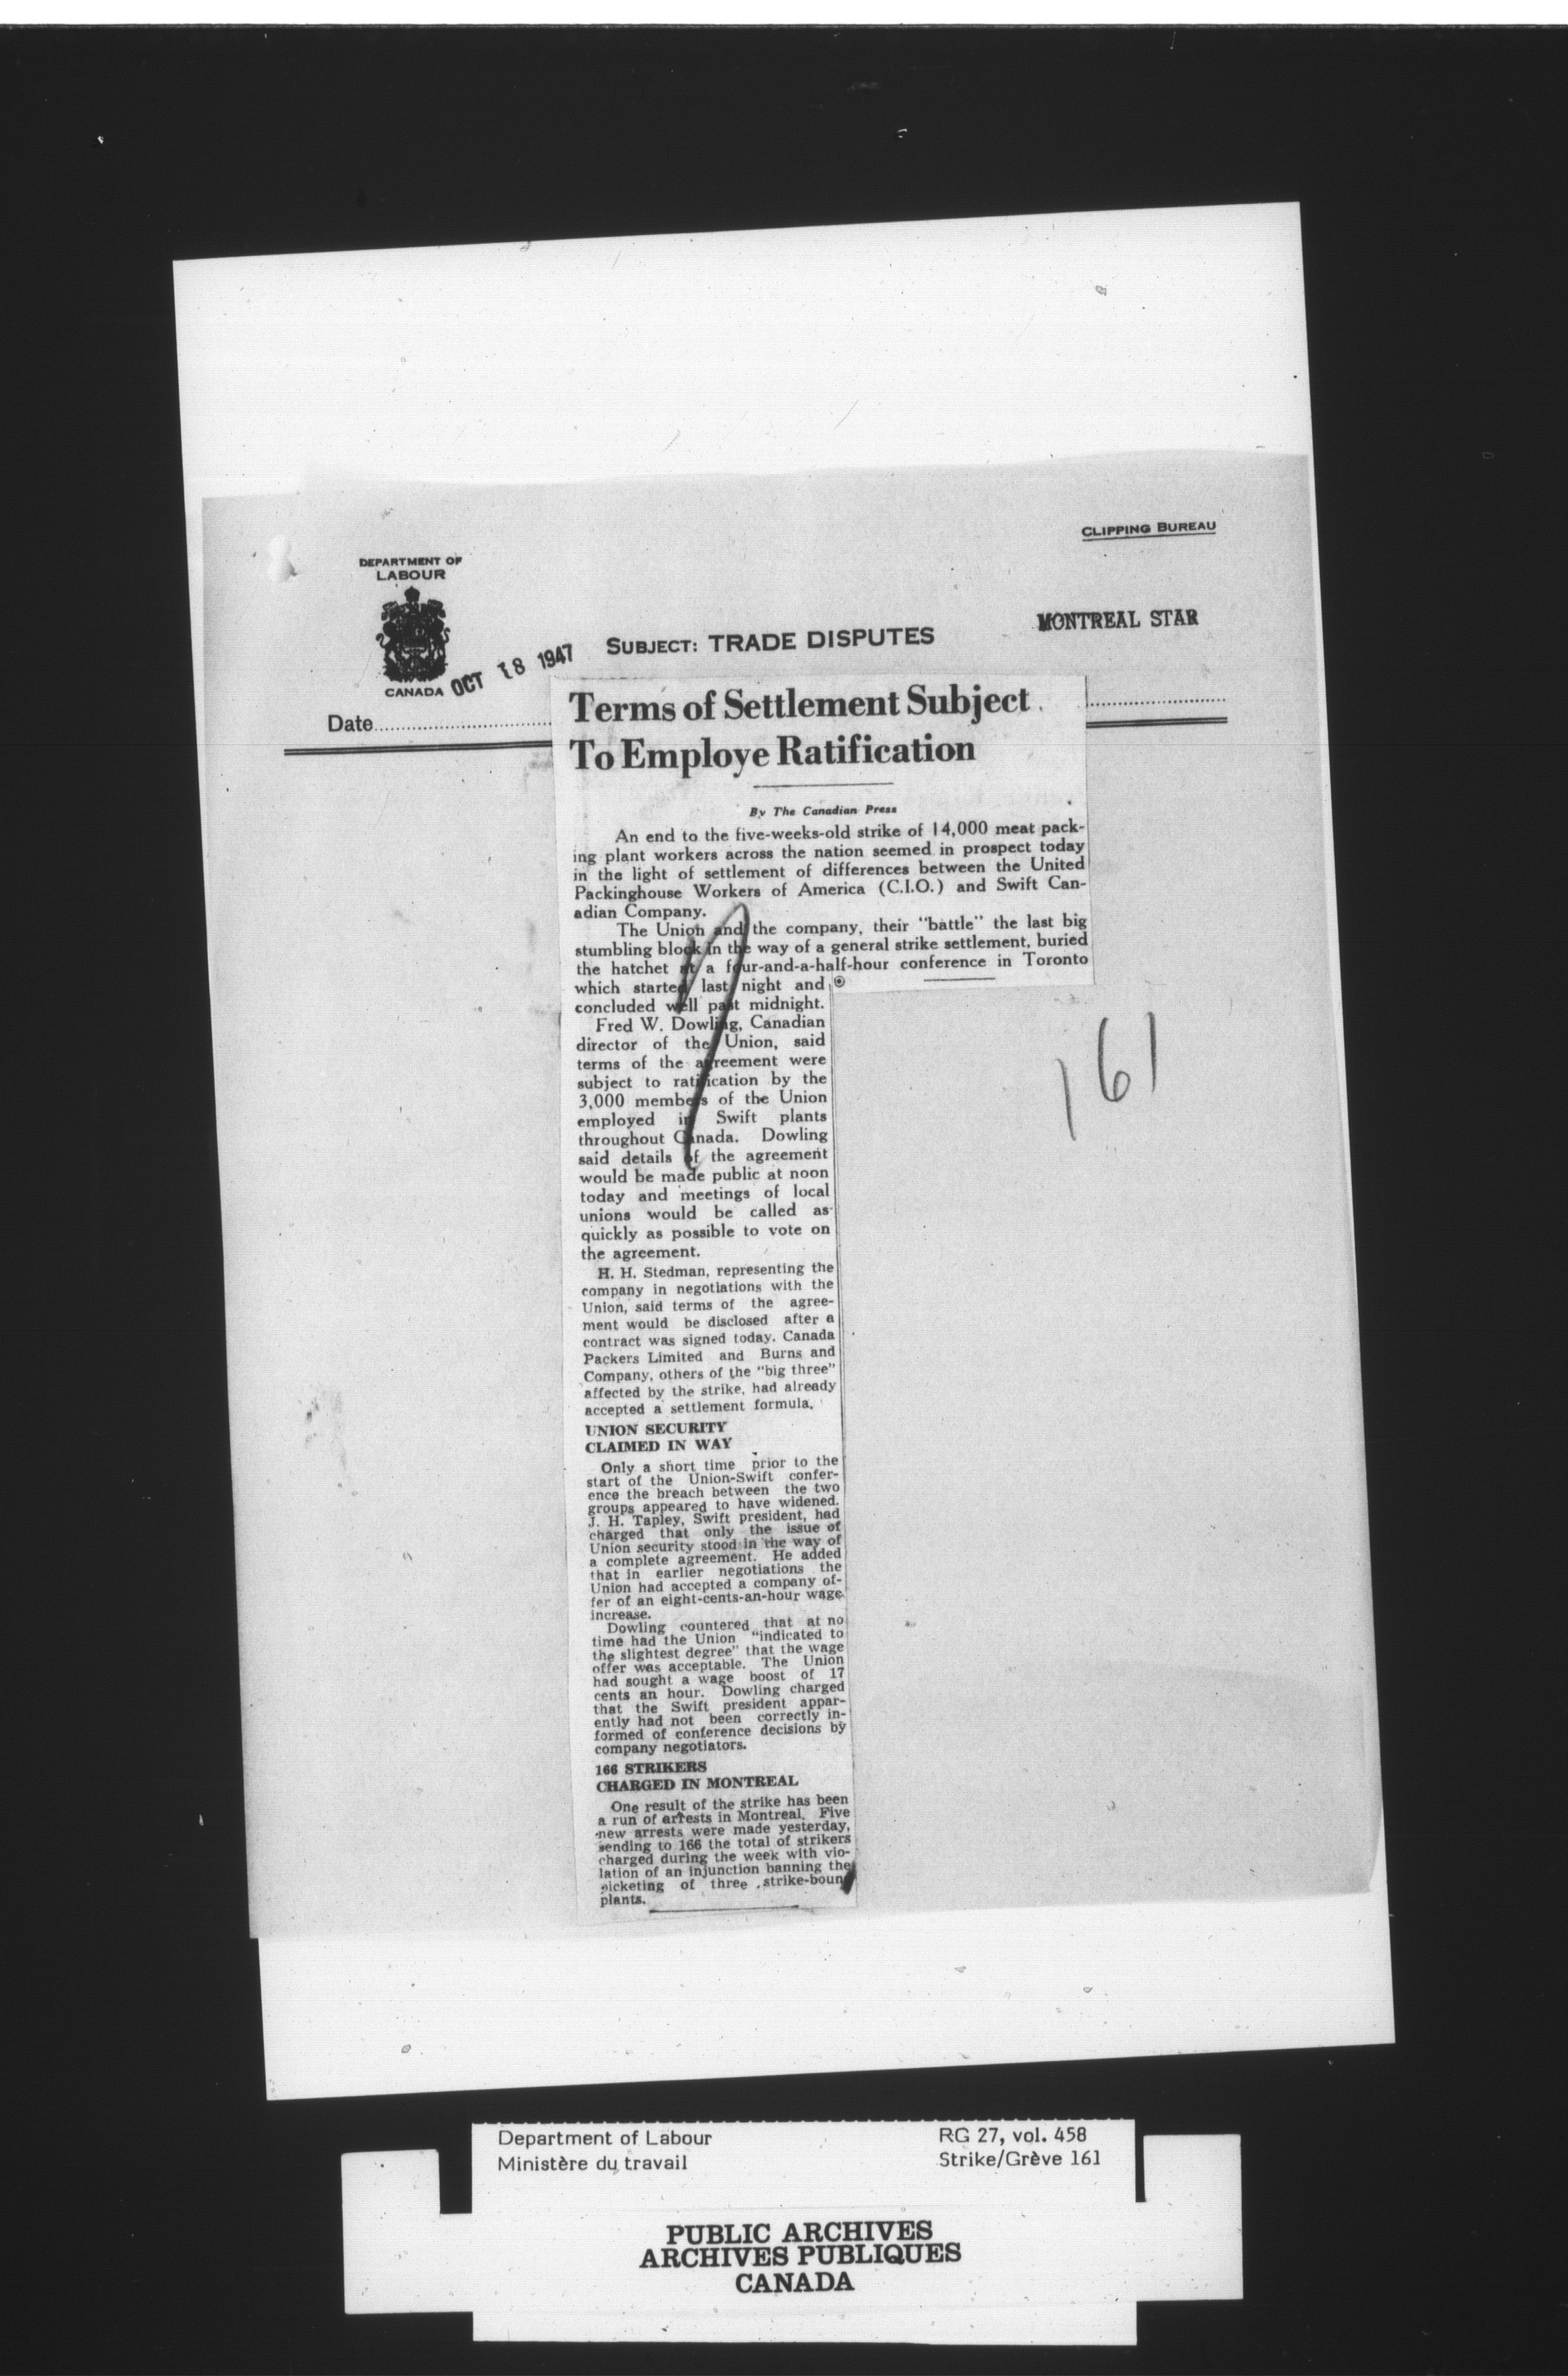 CLIPPING BUREAU
DEPARTMENT OF
LABOUR
CANADA
OCT 18 1947
SUBJECT: TRADE DISPUTES
MONTREAL STAR
Date
Terms of Settlement Subject
To Employe Ratification
By The Canadian Press
An end to the five-weeks-old strike of 14,000 meat pack-
ing plant workers across the nation seemed in prospect today
in the light of settlement of differences between the United
Packinghouse Workers of America (C.I.O.) and Swift Can-
adian Company.
The Union and the company, their "battle" the last big
stumbling block in the way of a general strike settlement, buried
the hatchet at a four-and-a-half-hour conference in Toronto
which started last night and
concluded well past midnight.
Fred W. Dowling, Canadian
director of the Union, said
terms of the agreement were
subject to ratification by the
3,000 members of the Union
employed in Swift plants
throughout Canada. Dowling
said details of the agreement
would be made public at noon
today and meetings of local
unions would be called as
quickly as possible to vote on
the agreement.
H. H. Stedman, representing the
company in negotiations with the
Union, said terms of the agree-
ment would be disclosed after a
contract was signed today. Canada
Packers Limited and Burns and
Company, others of the "big three"
affected by the strike, had already
accepted a settlement formula.
UNION SECURITY
CLAIMED IN WAY
Only a short time prior to the
start of the Union-Swift confer-
ence the breach between the two
groups appeared to have widened.
J. H. Tapley, Swift president, had
charged that only the issue of
Union security stood in the way of
a complete agreement. He added
that in earlier negotiations the
Union had accepted a company of-
fer of an eight-cents-an-hour wage
increase.
Dowling countered that at no
time had the Union "indicated to
the slightest degree" that the wage
offer was acceptable. The Union
had sought a wage boost of 17
cents an hour. Dowling charged
that the Swift president appar-
ently had not been correctly in-
formed of conference decisions by
company negotiators.
166 STRIKERS
CHARGED IN MONTREAL
One result of the strike has been
a run of arrests in Montreal. Five
new arrests were made yesterday,
sending to 166 the total of strikers
charged during the week with vio-
lation of an injunction banning the
picketing of three strike-bound
plants.
161
Department of Labour
Ministère du travail
RG 27, vol. 458
Strike/Grève 161
PUBLIC ARCHIVES
ARCHIVES PUBLIQUES
CANADA